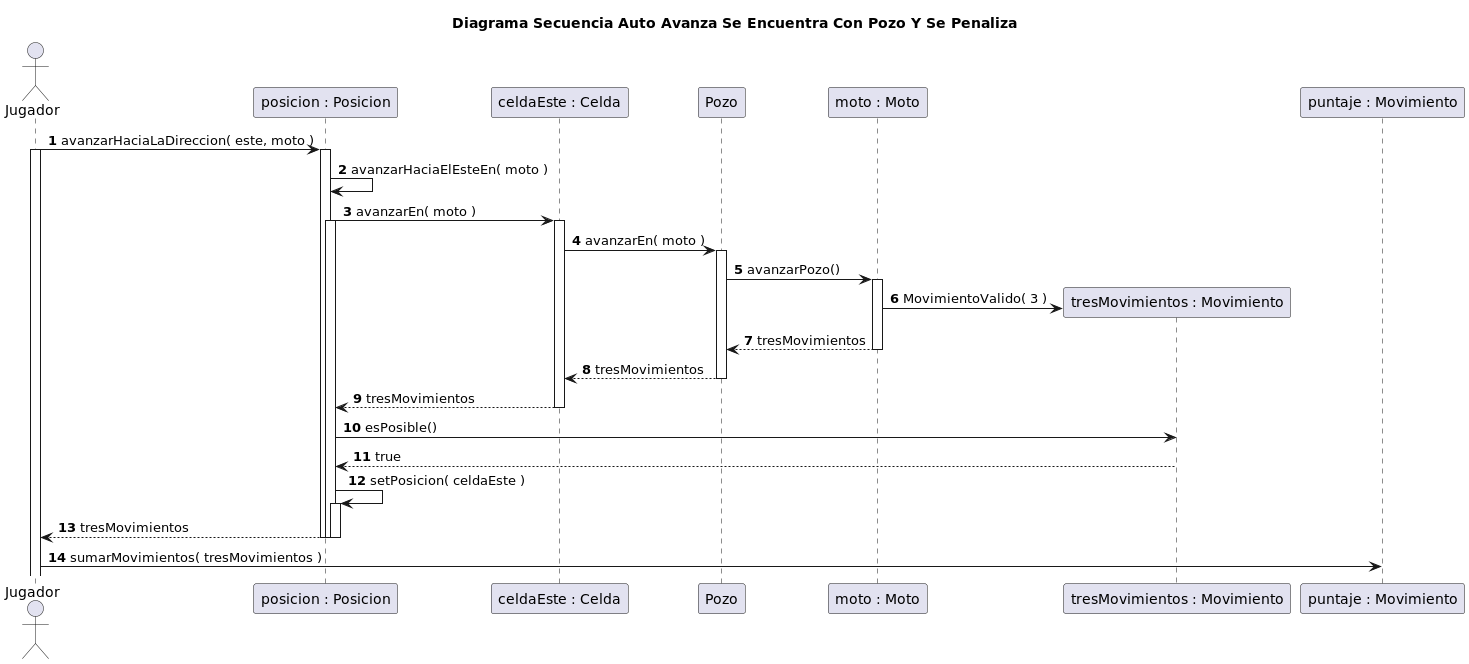 Diagrama Secuencia Auto Avanza Se Encuentra Con Pozo Y Se Penaliza
Jugador
posicion : Posicion
celdaEste : Celda
Pozo
moto : Moto
puntaje : Movimiento
1 avanzarHaciaLaDireccion( este, moto )
2 avanzarHaciaElEsteEn( moto )
3 avanzarEn( moto )
4 avanzarEn( moto )
5 avanzarPozo()
6 MovimientoValido( 3 )
tresMovimientos : Movimiento
7 tresMovimientos
8 tresMovimientos
9 tresMovimientos
10 esPosible()
11 true
12 setPosicion( celdaEste )
13 tresMovimientos
14 sumarMovimientos( tresMovimientos )
Jugador
posicion : Posicion
celdaEste : Celda
Pozo
moto : Moto
tresMovimientos : Movimiento
puntaje : Movimiento